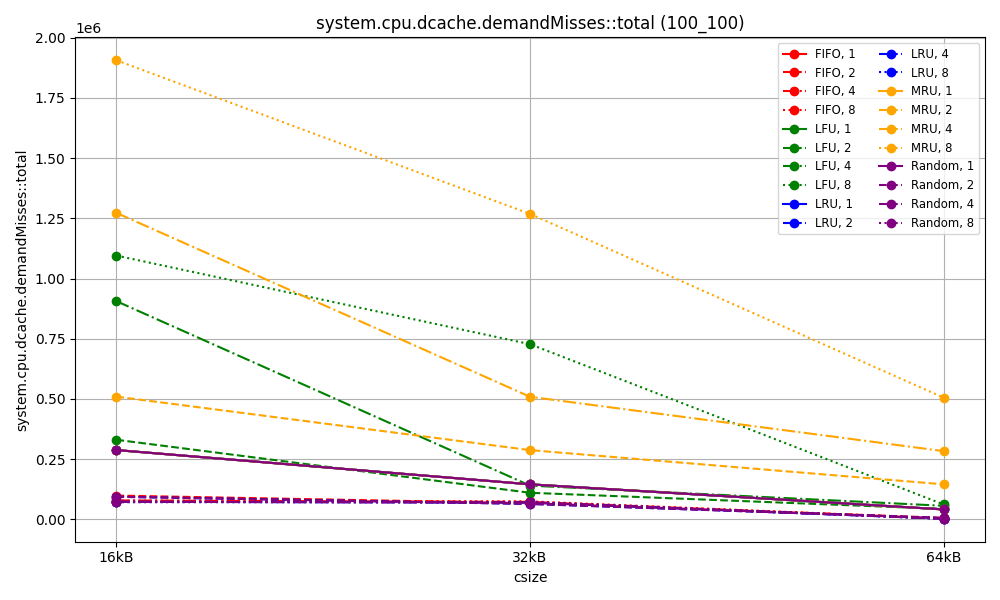 system.cpu.dcache.demandMisses::total (100_100)
1e6
2.00
1.75
1.50
1.25
1.00
0.75
0.50
0.25
0.00
system.cpu.dcache.demandMisses::total
16kB
32kB
64kB
csize
FIFO, 1
FIFO, 2
FIFO, 4
FIFO, 8
LFU, 1
LFU, 2
LFU, 4
LFU, 8
LRU, 1
LRU, 2
LRU, 4
LRU, 8
MRU, 1
MRU, 2
MRU, 4
MRU, 8
Random, 1
Random, 2
Random, 4
Random, 8